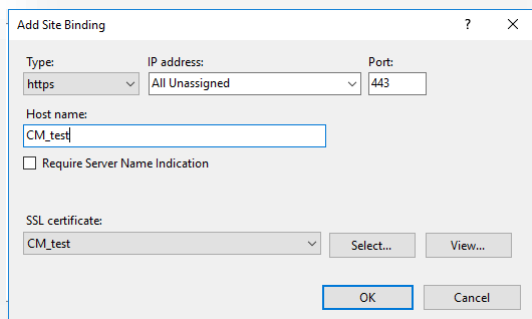 Add Site Binding ? ×
Type: IP address: Port:
https All Unassigned 443
Host name:
CM_test
Require Server Name Indication
SSL certificate:
CM_test Select... View...
OK Cancel